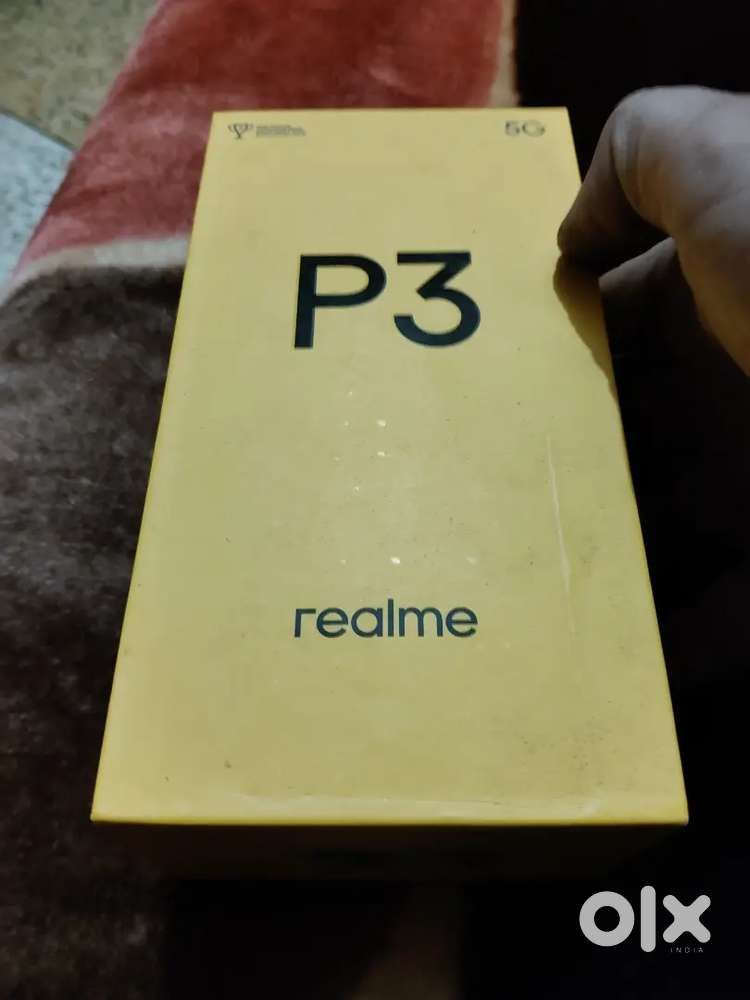 5G
P3
realme
olx
INDIA